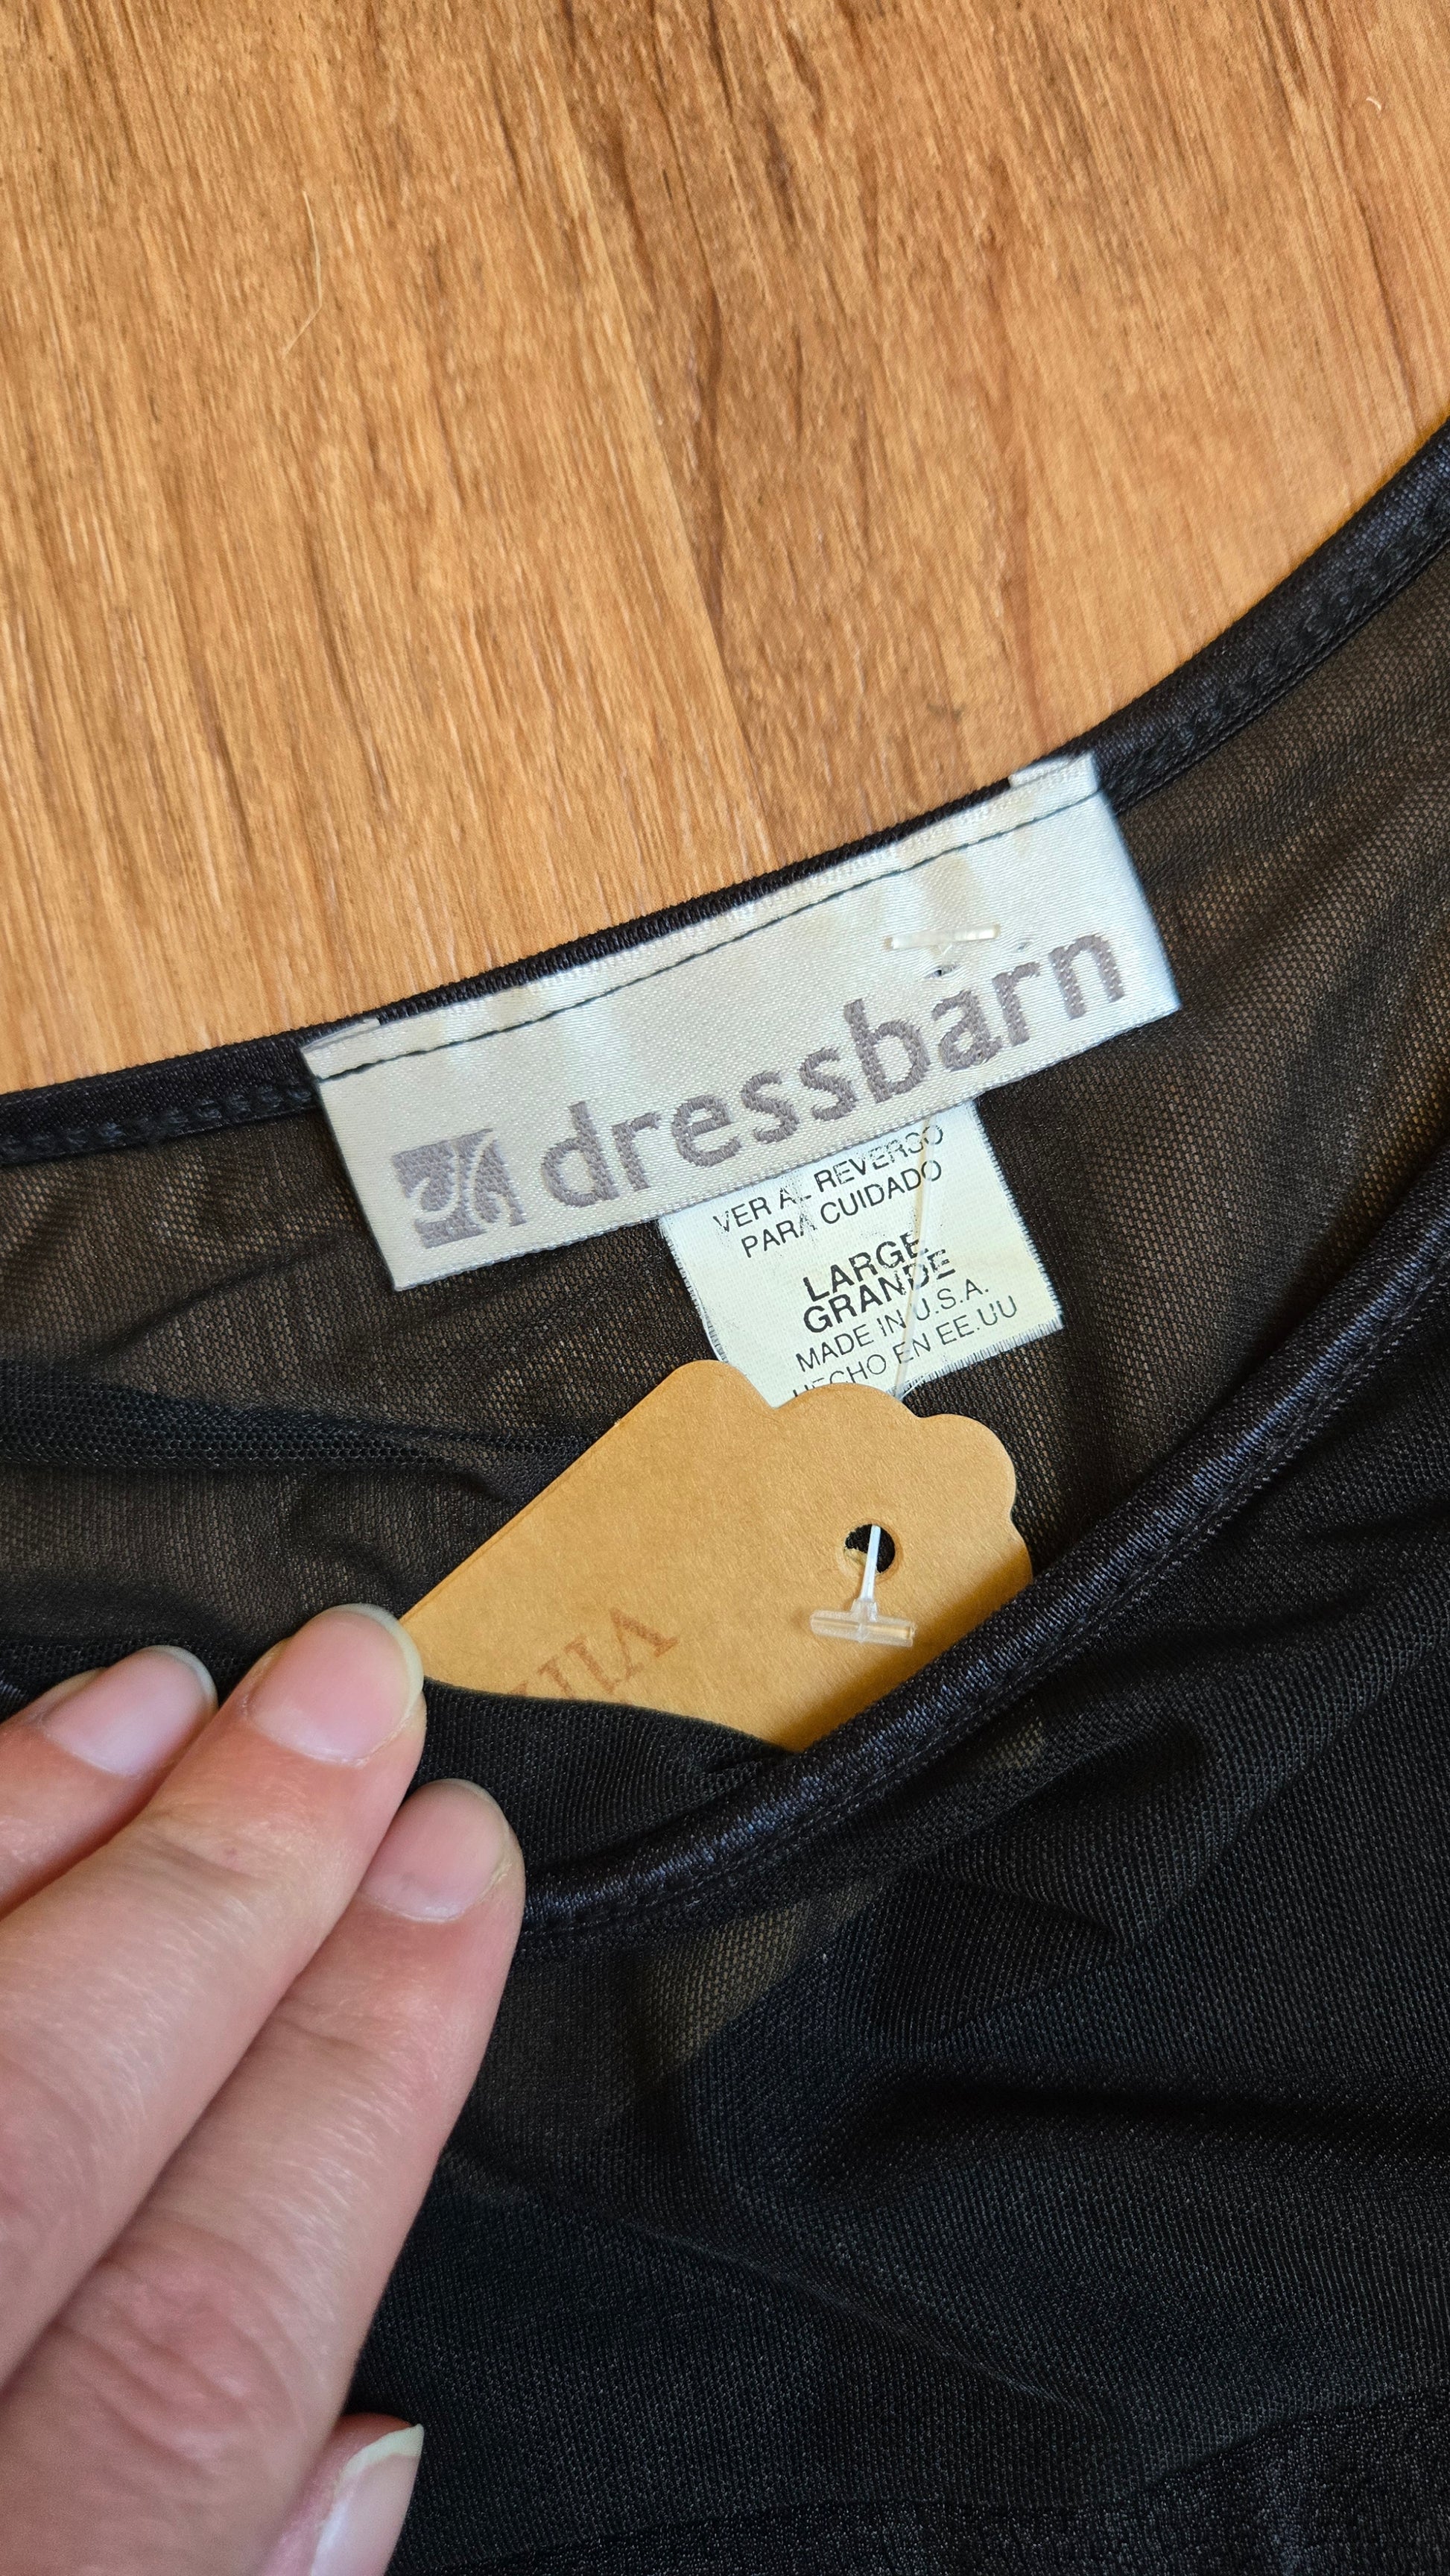 dressbarn
VER AL REVERSO
PARA CUIDADO
LARGE
GRANDE
MADE IN U.S.A.
HECHO EN EE.UU